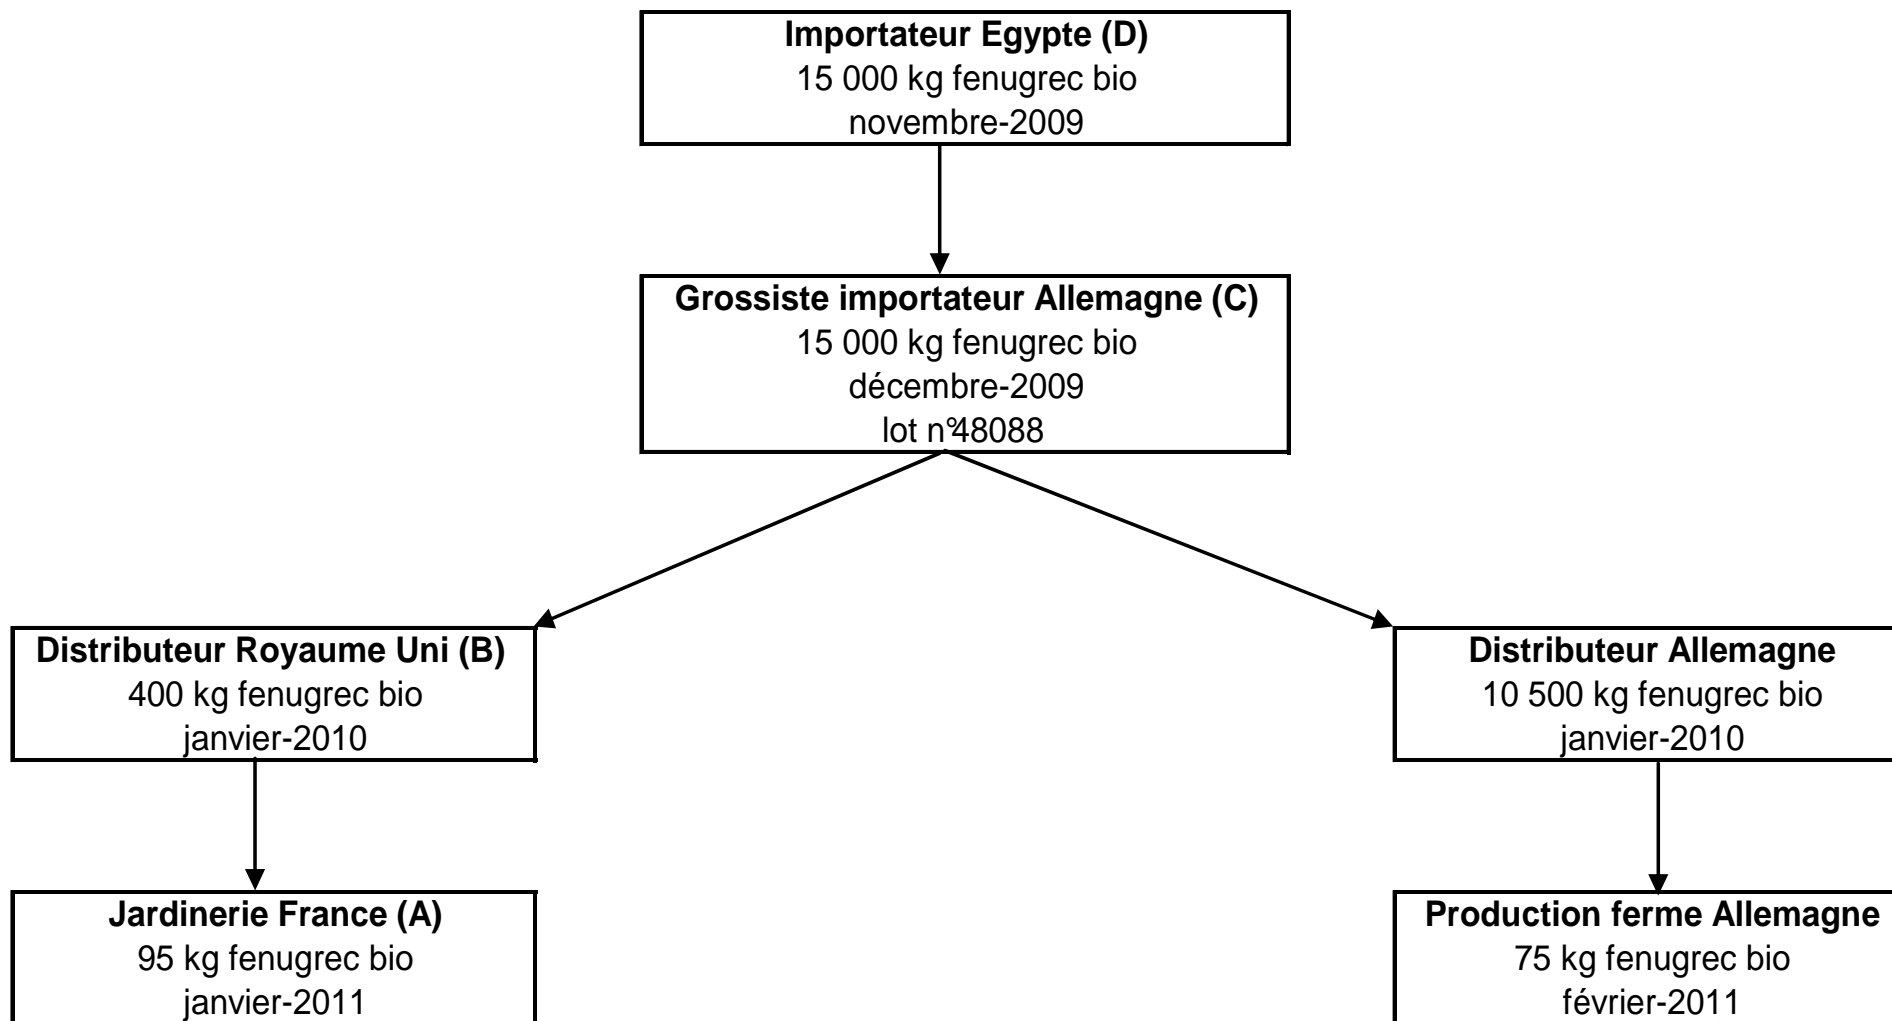 Importateur Egypte (D)
15 000 kg fenugrec bio
novembre-2009
Grossiste importateur Allemagne (C)
15 000 kg fenugrec bio
décembre-2009
lot n°48088
Distributeur Royaume Uni (B)
400 kg fenugrec bio
janvier-2010
Distributeur Allemagne
10 500 kg fenugrec bio
janvier-2010
Jardinerie France (A)
95 kg fenugrec bio
janvier-2011
Production ferme Allemagne
75 kg fenugrec bio
février-2011